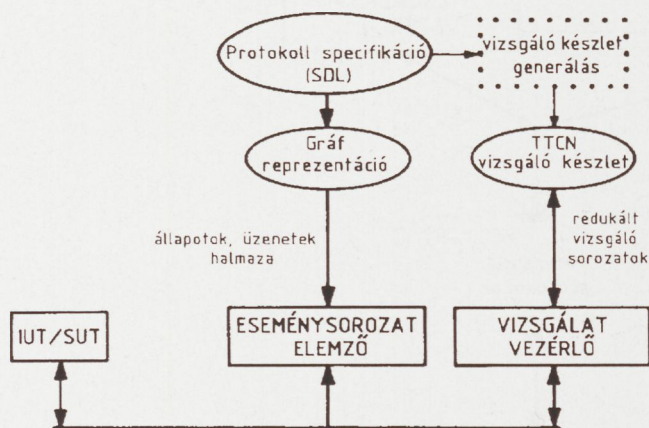 Protokoll specifikáció
(SDL)
vizsgáló készlet
generálás
Gráf
reprezentáció
TTCN
vizsgáló készlet
állapotok, üzenetek
halmaza
redukált
vizsgáló
sorozatok
IUT/SUT
ESEMÉNYSOROZAT
ELEMZŐ
VIZSGÁLAT
VEZÉRLŐ